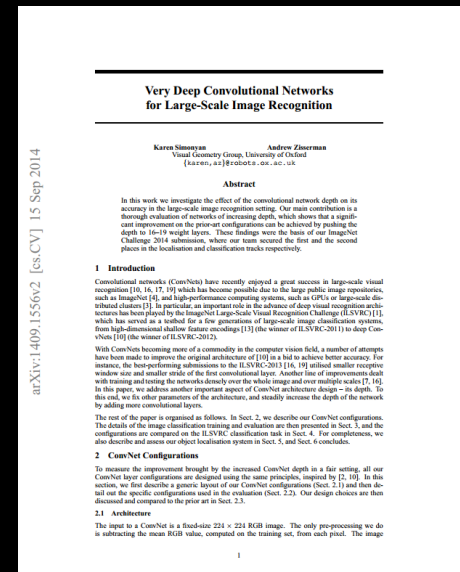 arXiv:1409.1556v2 [cs.CV] 15 Sep 2014
Very Deep Convolutional Networks
for Large-Scale Image Recognition
Karen Simonyan Andrew Zisserman
Visual Geometry Group, University of Oxford
{karen,az}@robots.ox.ac.uk
Abstract
In this work we investigate the effect of the convolutional network depth on its
accuracy in the large-scale image recognition setting. Our main contribution is a
thorough evaluation of networks of increasing depth, which shows that a signifi-
cant improvement on the prior-art configurations can be achieved by pushing the
depth to 16–19 weight layers. These findings were the basis of our ImageNet
Challenge 2014 submission, where our team secured the first and the second
places in the localisation and classification tracks respectively.
1 Introduction
Convolutional networks (ConvNets) have recently enjoyed a great success in large-scale visual
recognition [10, 16, 17, 19] which has become possible due to the large public image repositories,
such as ImageNet [4], and high-performance computing systems, such as GPUs or large-scale dis-
tributed clusters [3]. In particular, an important role in the advance of deep visual recognition archi-
tectures has been played by the ImageNet Large-Scale Visual Recognition Challenge (ILSVRC) [1],
which has served as a testbed for a few generations of large-scale image classification systems,
from high-dimensional shallow feature encodings [13] (the winner of ILSVRC-2011) to deep Con-
vNets [10] (the winner of ILSVRC-2012).
With ConvNets becoming more of a commodity in the computer vision field, a number of attempts
have been made to improve the original architecture of [10] in a bid to achieve better accuracy. For
instance, the best-performing submissions to the ILSVRC-2013 [16, 19] utilised smaller receptive
window size and smaller stride of the first convolutional layer. Another line of improvements dealt
with training and testing the networks densely over the whole image and over multiple scales [7, 16].
In this paper, we address another important aspect of ConvNet architecture design – its depth. To
this end, we fix other parameters of the architecture, and steadily increase the depth of the network
by adding more convolutional layers.
The rest of the paper is organised as follows. In Sect. 2, we describe our ConvNet configurations.
The details of the image classification training and evaluation are then presented in Sect. 3, and the
configurations are compared on the ILSVRC classification task in Sect. 4. For completeness, we
also describe and assess our object localisation system in Sect. 5, and Sect. 6 concludes.
2 ConvNet Configurations
To measure the improvement brought by the increased ConvNet depth in a fair setting, all our
ConvNet layer configurations are designed using the same principles, inspired by [2, 10]. In this
section, we first describe a generic layout of our ConvNet configurations (Sect. 2.1) and then de-
tail out the specific configurations used in the evaluation (Sect. 2.2). Our design choices are then
discussed and compared to the prior art in Sect. 2.3.
2.1 Architecture
The input to a ConvNet is a fixed-size 224 × 224 RGB image. The only pre-processing we do
is subtracting the mean RGB value, computed on the training set, from each pixel. The image
1